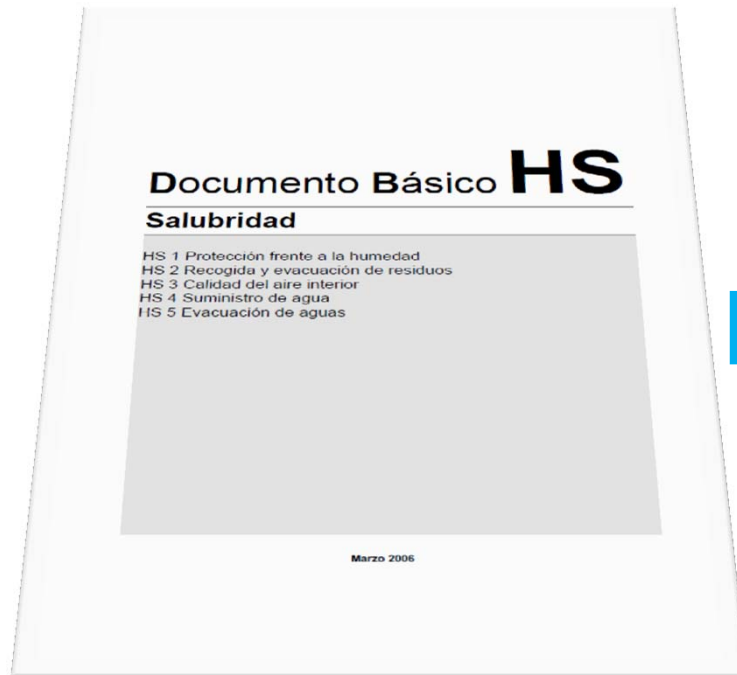 Documento Básico HS
Salubridad
HS 1 Protección frente a la humedad
HS 2 Recogida y evacuación de residuos
HS 3 Calidad del aire interior
HS 4 Suministro de agua
HS 5 Evacuación de aguas
Marzo 2006